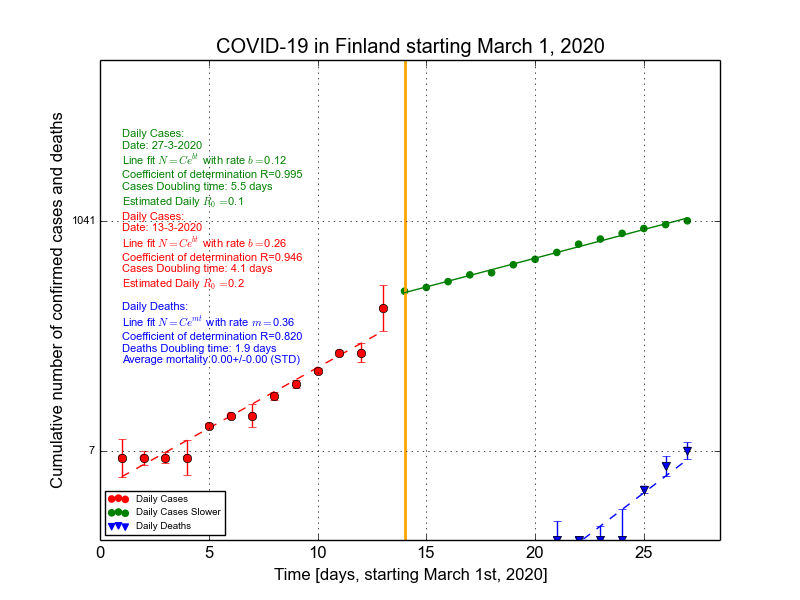 COVID-19 in Finland starting March 1, 2020
Cumulative number of confirmed cases and deaths
Daily Cases:
Date: 27-3-2020
Line fit N = Ce^{bt} with rate b =0.12
Coefficient of determination R=0.995
Cases Doubling time: 5.5 days
Estimated Daily R_0 =0.1
Daily Cases:
Date: 13-3-2020
Line fit N = Ce^{bt} with rate b =0.26
Coefficient of determination R=0.946
Cases Doubling time: 4.1 days
Estimated Daily R_0 =0.2
Daily Deaths:
Line fit N = Ce^{mt} with rate m =0.36
Coefficient of determination R=0.820
Deaths Doubling time: 1.9 days
Average mortality:0.00+/-0.00 (STD)
1041
7
Daily Cases
Daily Cases Slower
Daily Deaths
0 5 10 15 20 25
Time [days, starting March 1st, 2020]